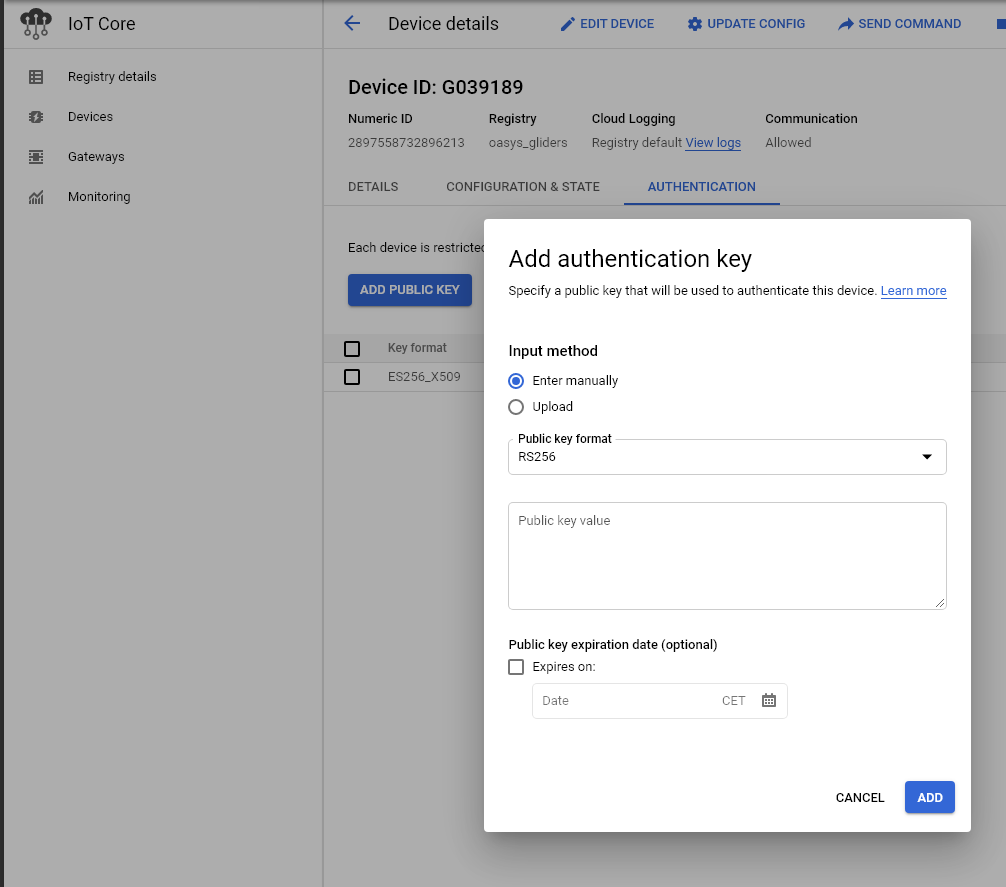 IoT Core
Device details
EDIT DEVICE
UPDATE CONFIG
SEND COMMAND
Registry details
Devices
Gateways
Monitoring
Device ID: G039189
Numeric ID
Registry
Cloud Logging
Communication
2897558732896213
oasys_gliders
Registry default View logs
Allowed
DETAILS
CONFIGURATION & STATE
AUTHENTICATION
Each device is restricted
ADD PUBLIC KEY
Key format
ES256_X509
Add authentication key
Specify a public key that will be used to authenticate this device. Learn more
Input method
Enter manually
Upload
Public key format
RS256
Public key value
Public key expiration date (optional)
Expires on:
Date
CET
CANCEL
ADD